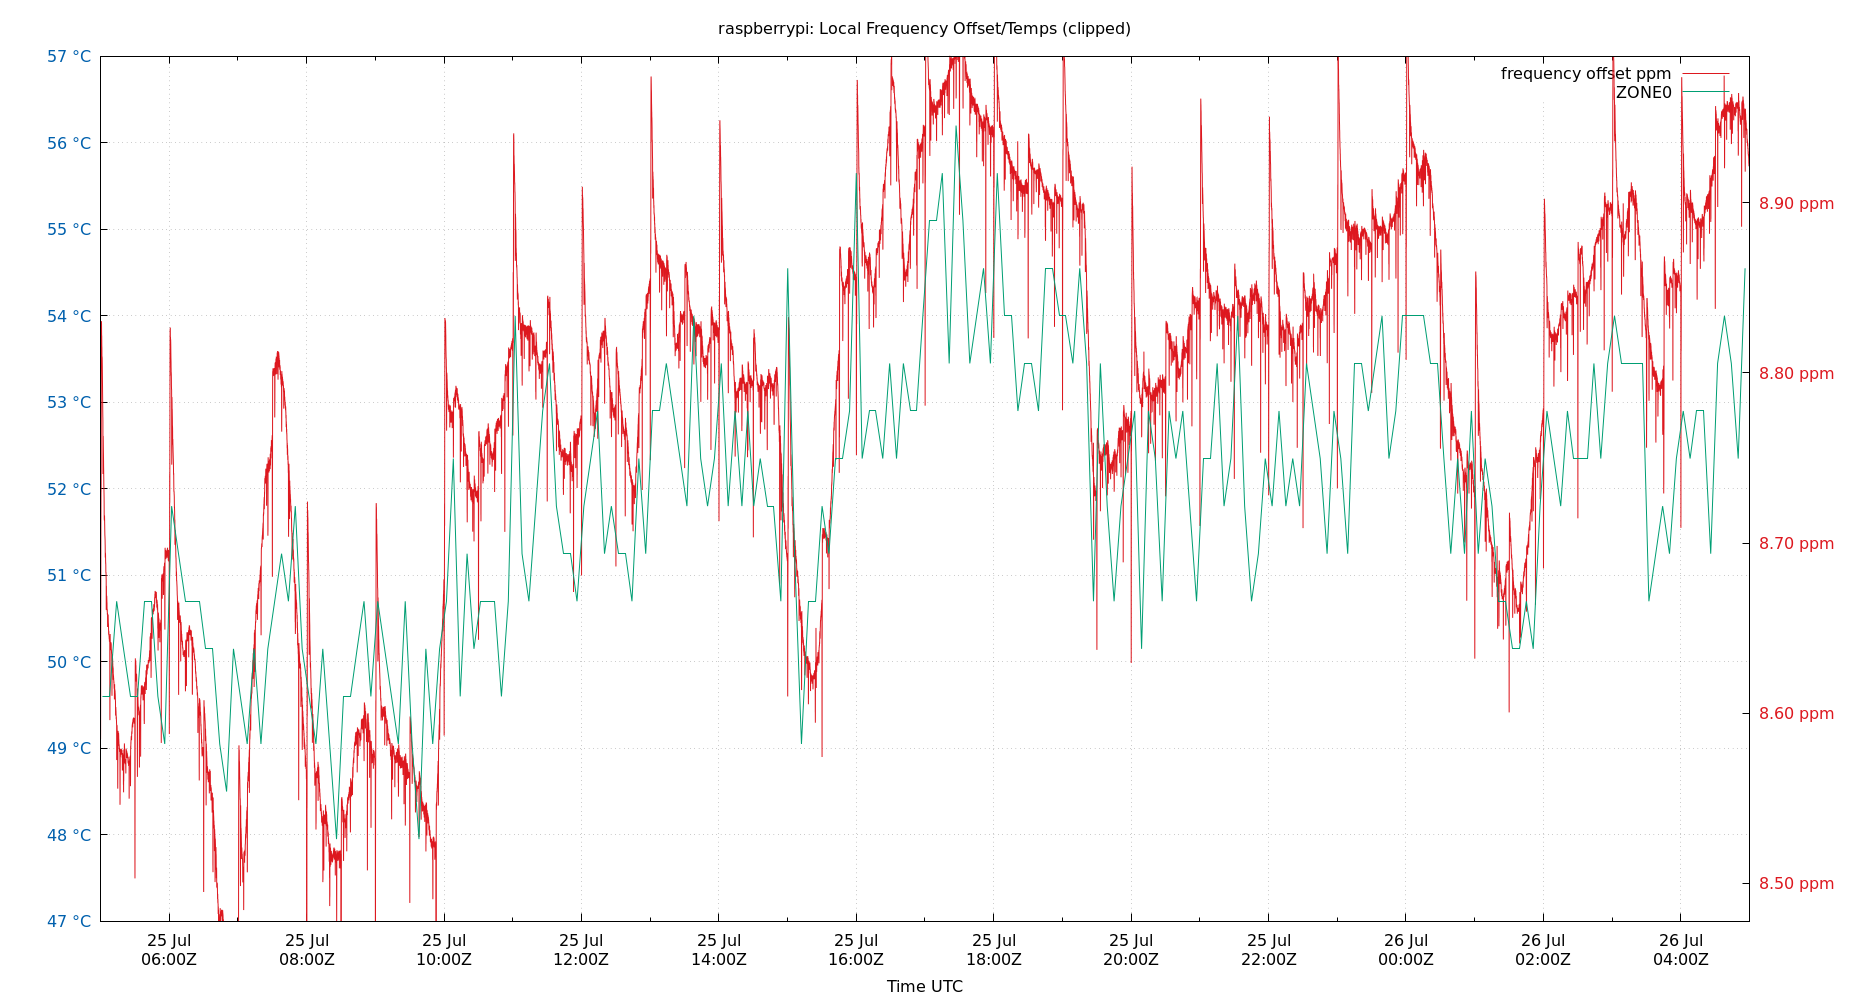 raspberrypi: Local Frequency Offset/Temps (clipped)
57 °C
56 °C
55 °C
54 °C
53 °C
52 °C
51 °C
50 °C
49 °C
48 °C
47 °C
frequency offset ppm
ZONE0
8.90 ppm
8.80 ppm
8.70 ppm
8.60 ppm
8.50 ppm
25 Jul
06:00Z
25 Jul
08:00Z
25 Jul
10:00Z
25 Jul
12:00Z
25 Jul
14:00Z
25 Jul
16:00Z
25 Jul
18:00Z
25 Jul
20:00Z
25 Jul
22:00Z
26 Jul
00:00Z
26 Jul
02:00Z
26 Jul
04:00Z
Time UTC